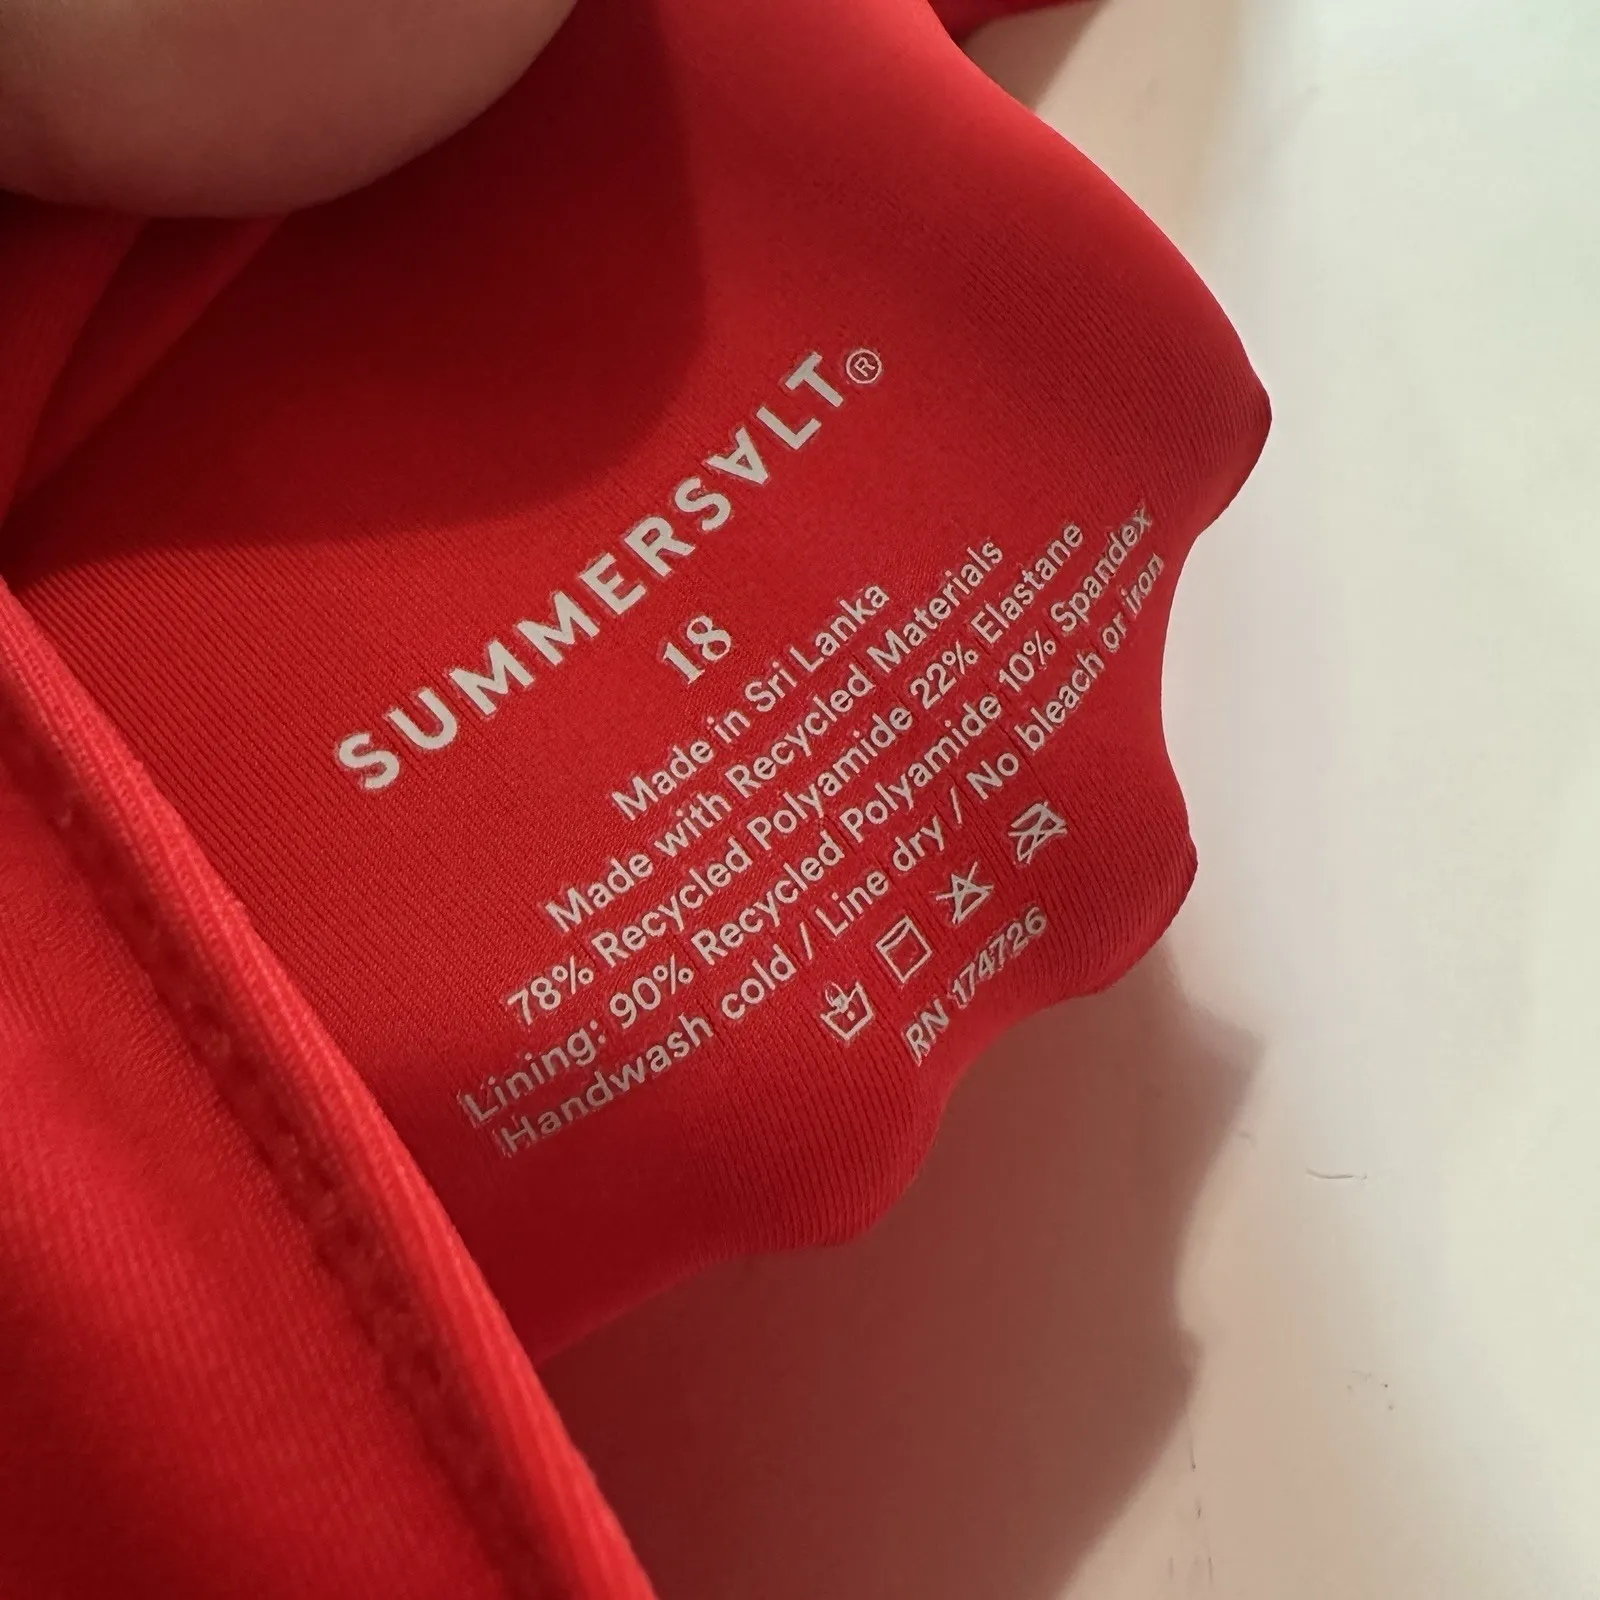 SUMMERSALT®
18
Made in Sri Lanka
Made with Recycled Materials
78% Recycled Polyamide 22% Elastane
Lining: 90% Recycled Polyamide 10% Spandex
Handwash cold / Line dry / No bleach or iron
RN 174726